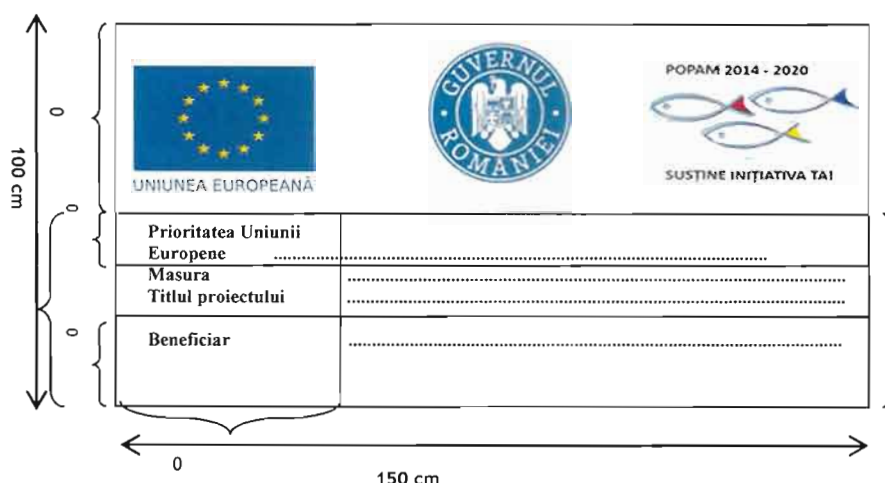 POPAM 2014 - 2020
GUVERNUL ROMÂNIEI
UNIUNEA EUROPEANĂ
SUSȚINE INIȚIATIVA TA!
100 cm
0
0
0
Prioritatea Uniunii
Europene ........................................
Masura ........................................
Titlul proiectului ........................................
Beneficiar ........................................
0
150 cm